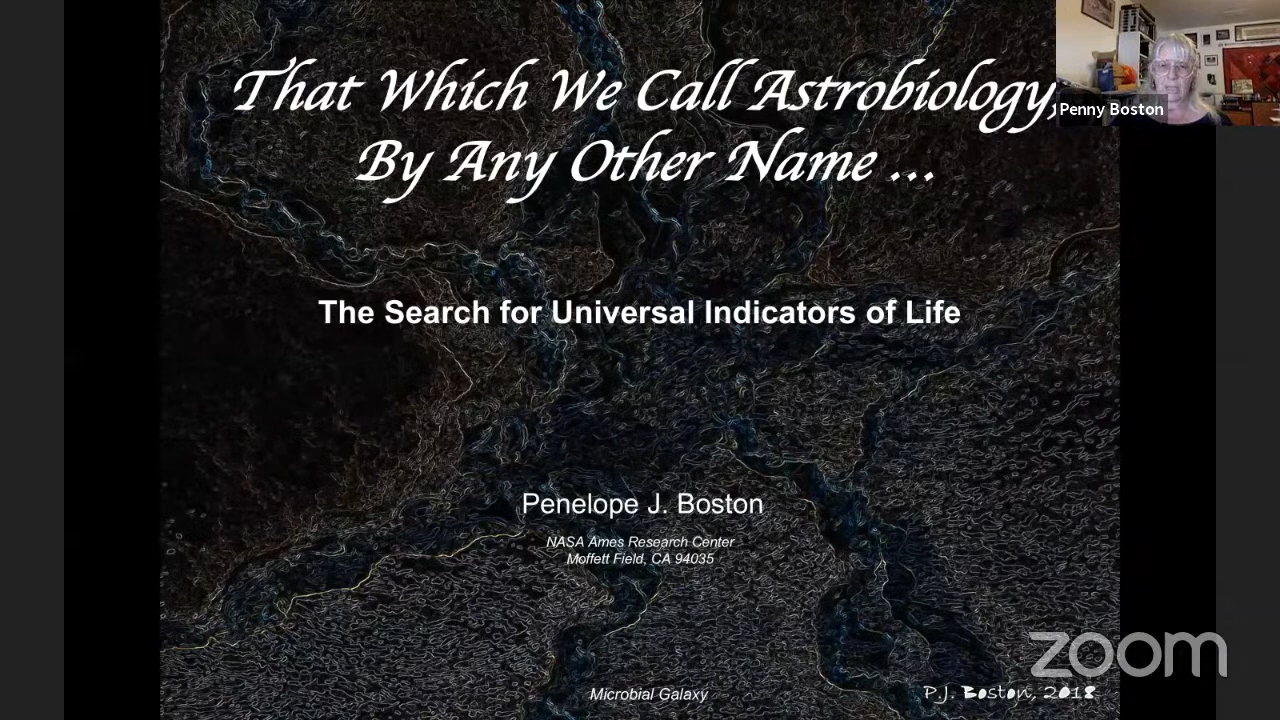 That Which We Call Astrobiology,
By Any Other Name ...
Penny Boston
The Search for Universal Indicators of Life
Penelope J. Boston
NASA Ames Research Center
Moffett Field, CA 94035
zoom
Microbial Galaxy
P.J. Boston, 2018